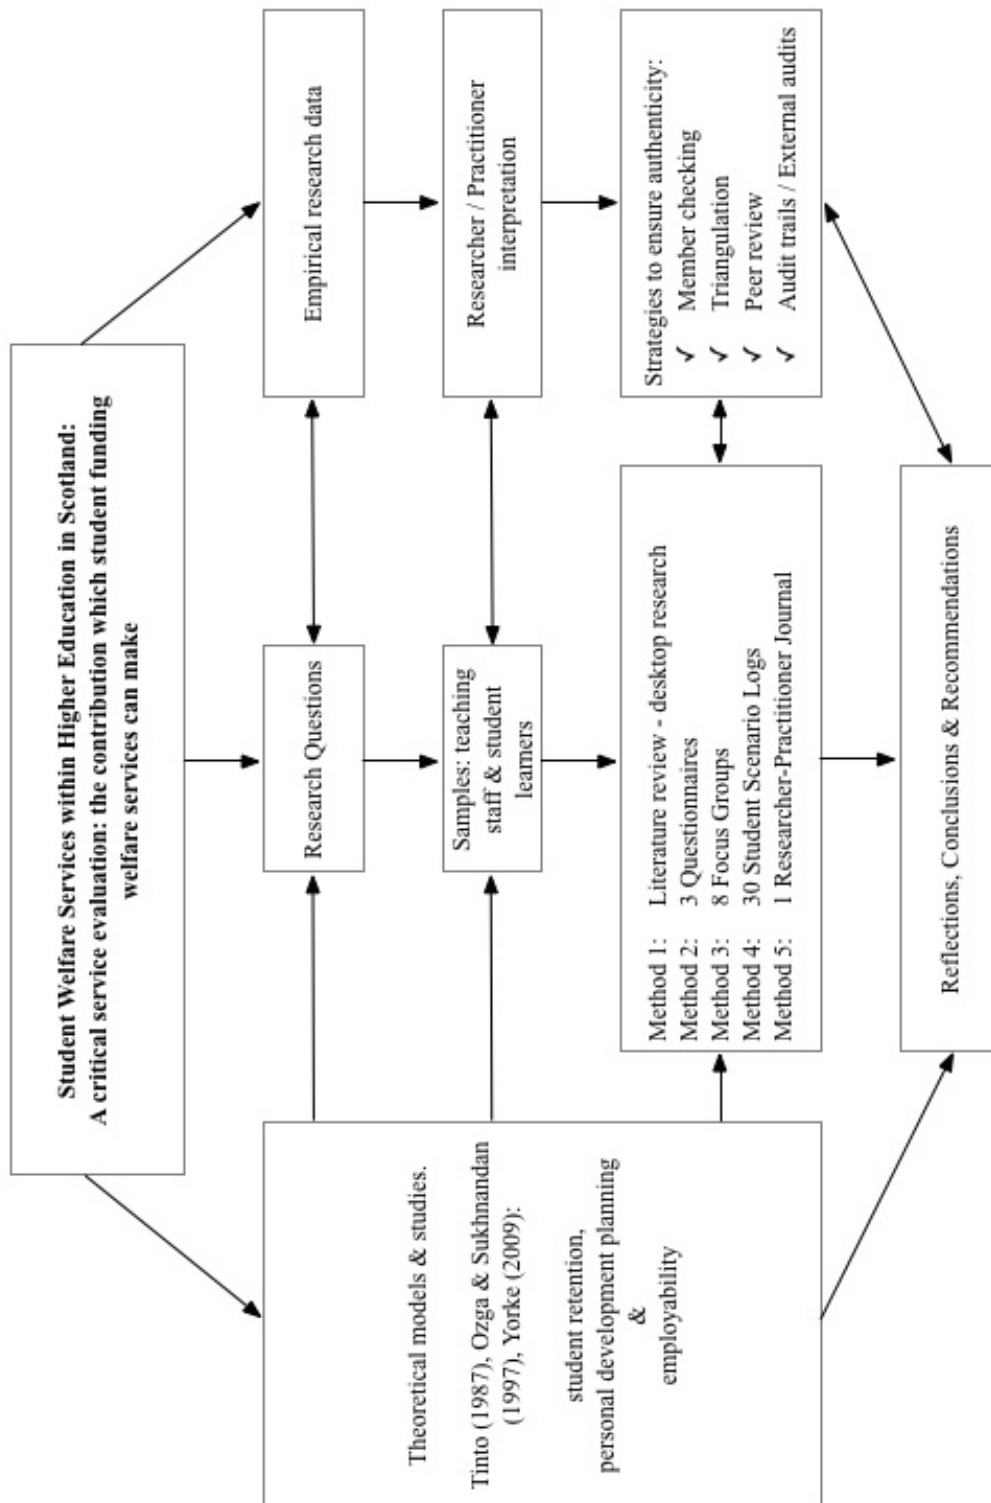 Student Welfare Services within Higher Education in Scotland:
A critical service evaluation: the contribution which student funding
welfare services can make
Theoretical models & studies.
Tinto (1987), Ozga & Sukhnandan
(1997), Yorke (2009):
student retention,
personal development planning
&
employability
Research Questions
Samples: teaching
staff & student
learners
Method 1: Literature review - desktop research
Method 2: 3 Questionnaires
Method 3: 8 Focus Groups
Method 4: 30 Student Scenario Logs
Method 5: 1 Researcher-Practitioner Journal
Empirical research data
Researcher / Practitioner
interpretation
Strategies to ensure authenticity:
✓ Member checking
✓ Triangulation
✓ Peer review
✓ Audit trails / External audits
Reflections, Conclusions & Recommendations